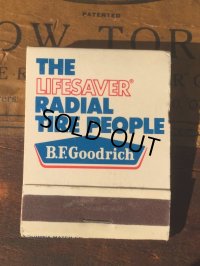 PATENTED
THE
LIFESAVER®
RADIAL
TIRE PEOPLE
SOLD OUT
B.F.Goodrich